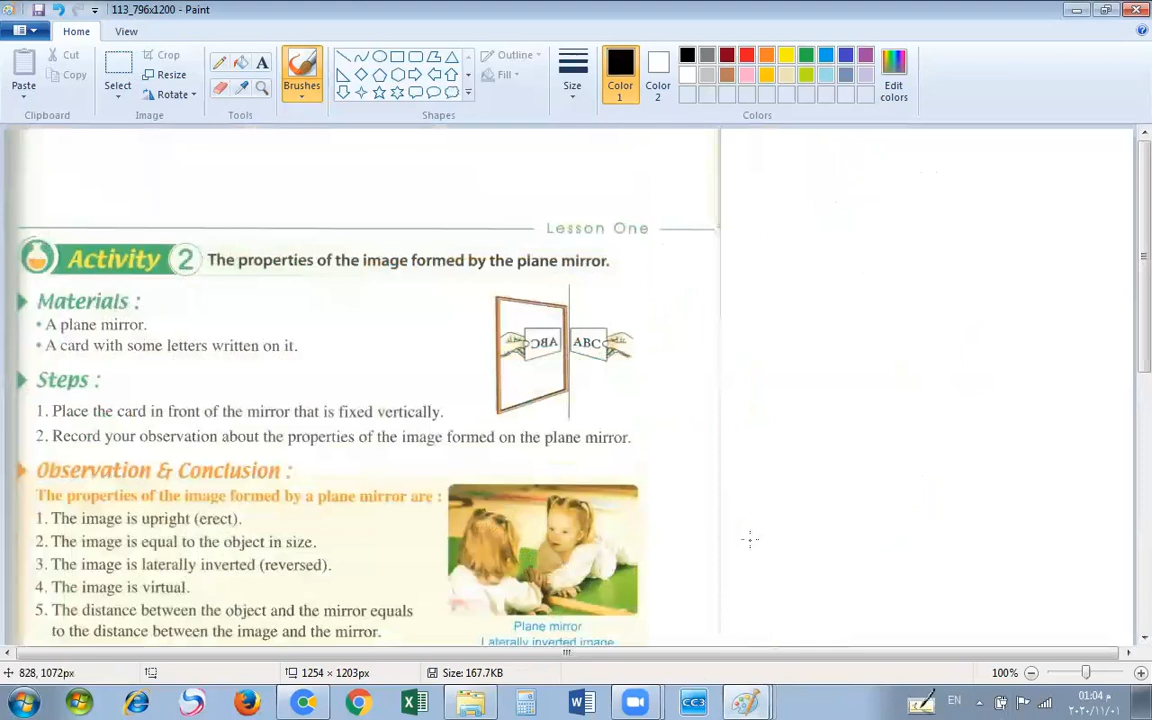 113_796x1200 - Paint
Home
View
Paste
Cut
Copy
Clipboard
Select
Crop
Resize
Rotate
Image
A
Tools
Brushes
Outline
Fill
Shapes
Size
Color
1
Color
2
Edit
colors
Colors
Lesson One
Activity 2 The properties of the image formed by the plane mirror.
Materials :
• A plane mirror.
• A card with some letters written on it.
ABC ABC
Steps :
1. Place the card in front of the mirror that is fixed vertically.
2. Record your observation about the properties of the image formed on the plane mirror.
Observation & Conclusion :
The properties of the image formed by a plane mirror are :
1. The image is upright (erect).
2. The image is equal to the object in size.
3. The image is laterally inverted (reversed).
4. The image is virtual.
5. The distance between the object and the mirror equals
to the distance between the image and the mirror.
Plane mirror
Laterally inverted image
828, 1072px
1254 × 1203px
Size: 167.7KB
100%
CC3
EN
01:04 م
٢٠٢٠/١١/٠١